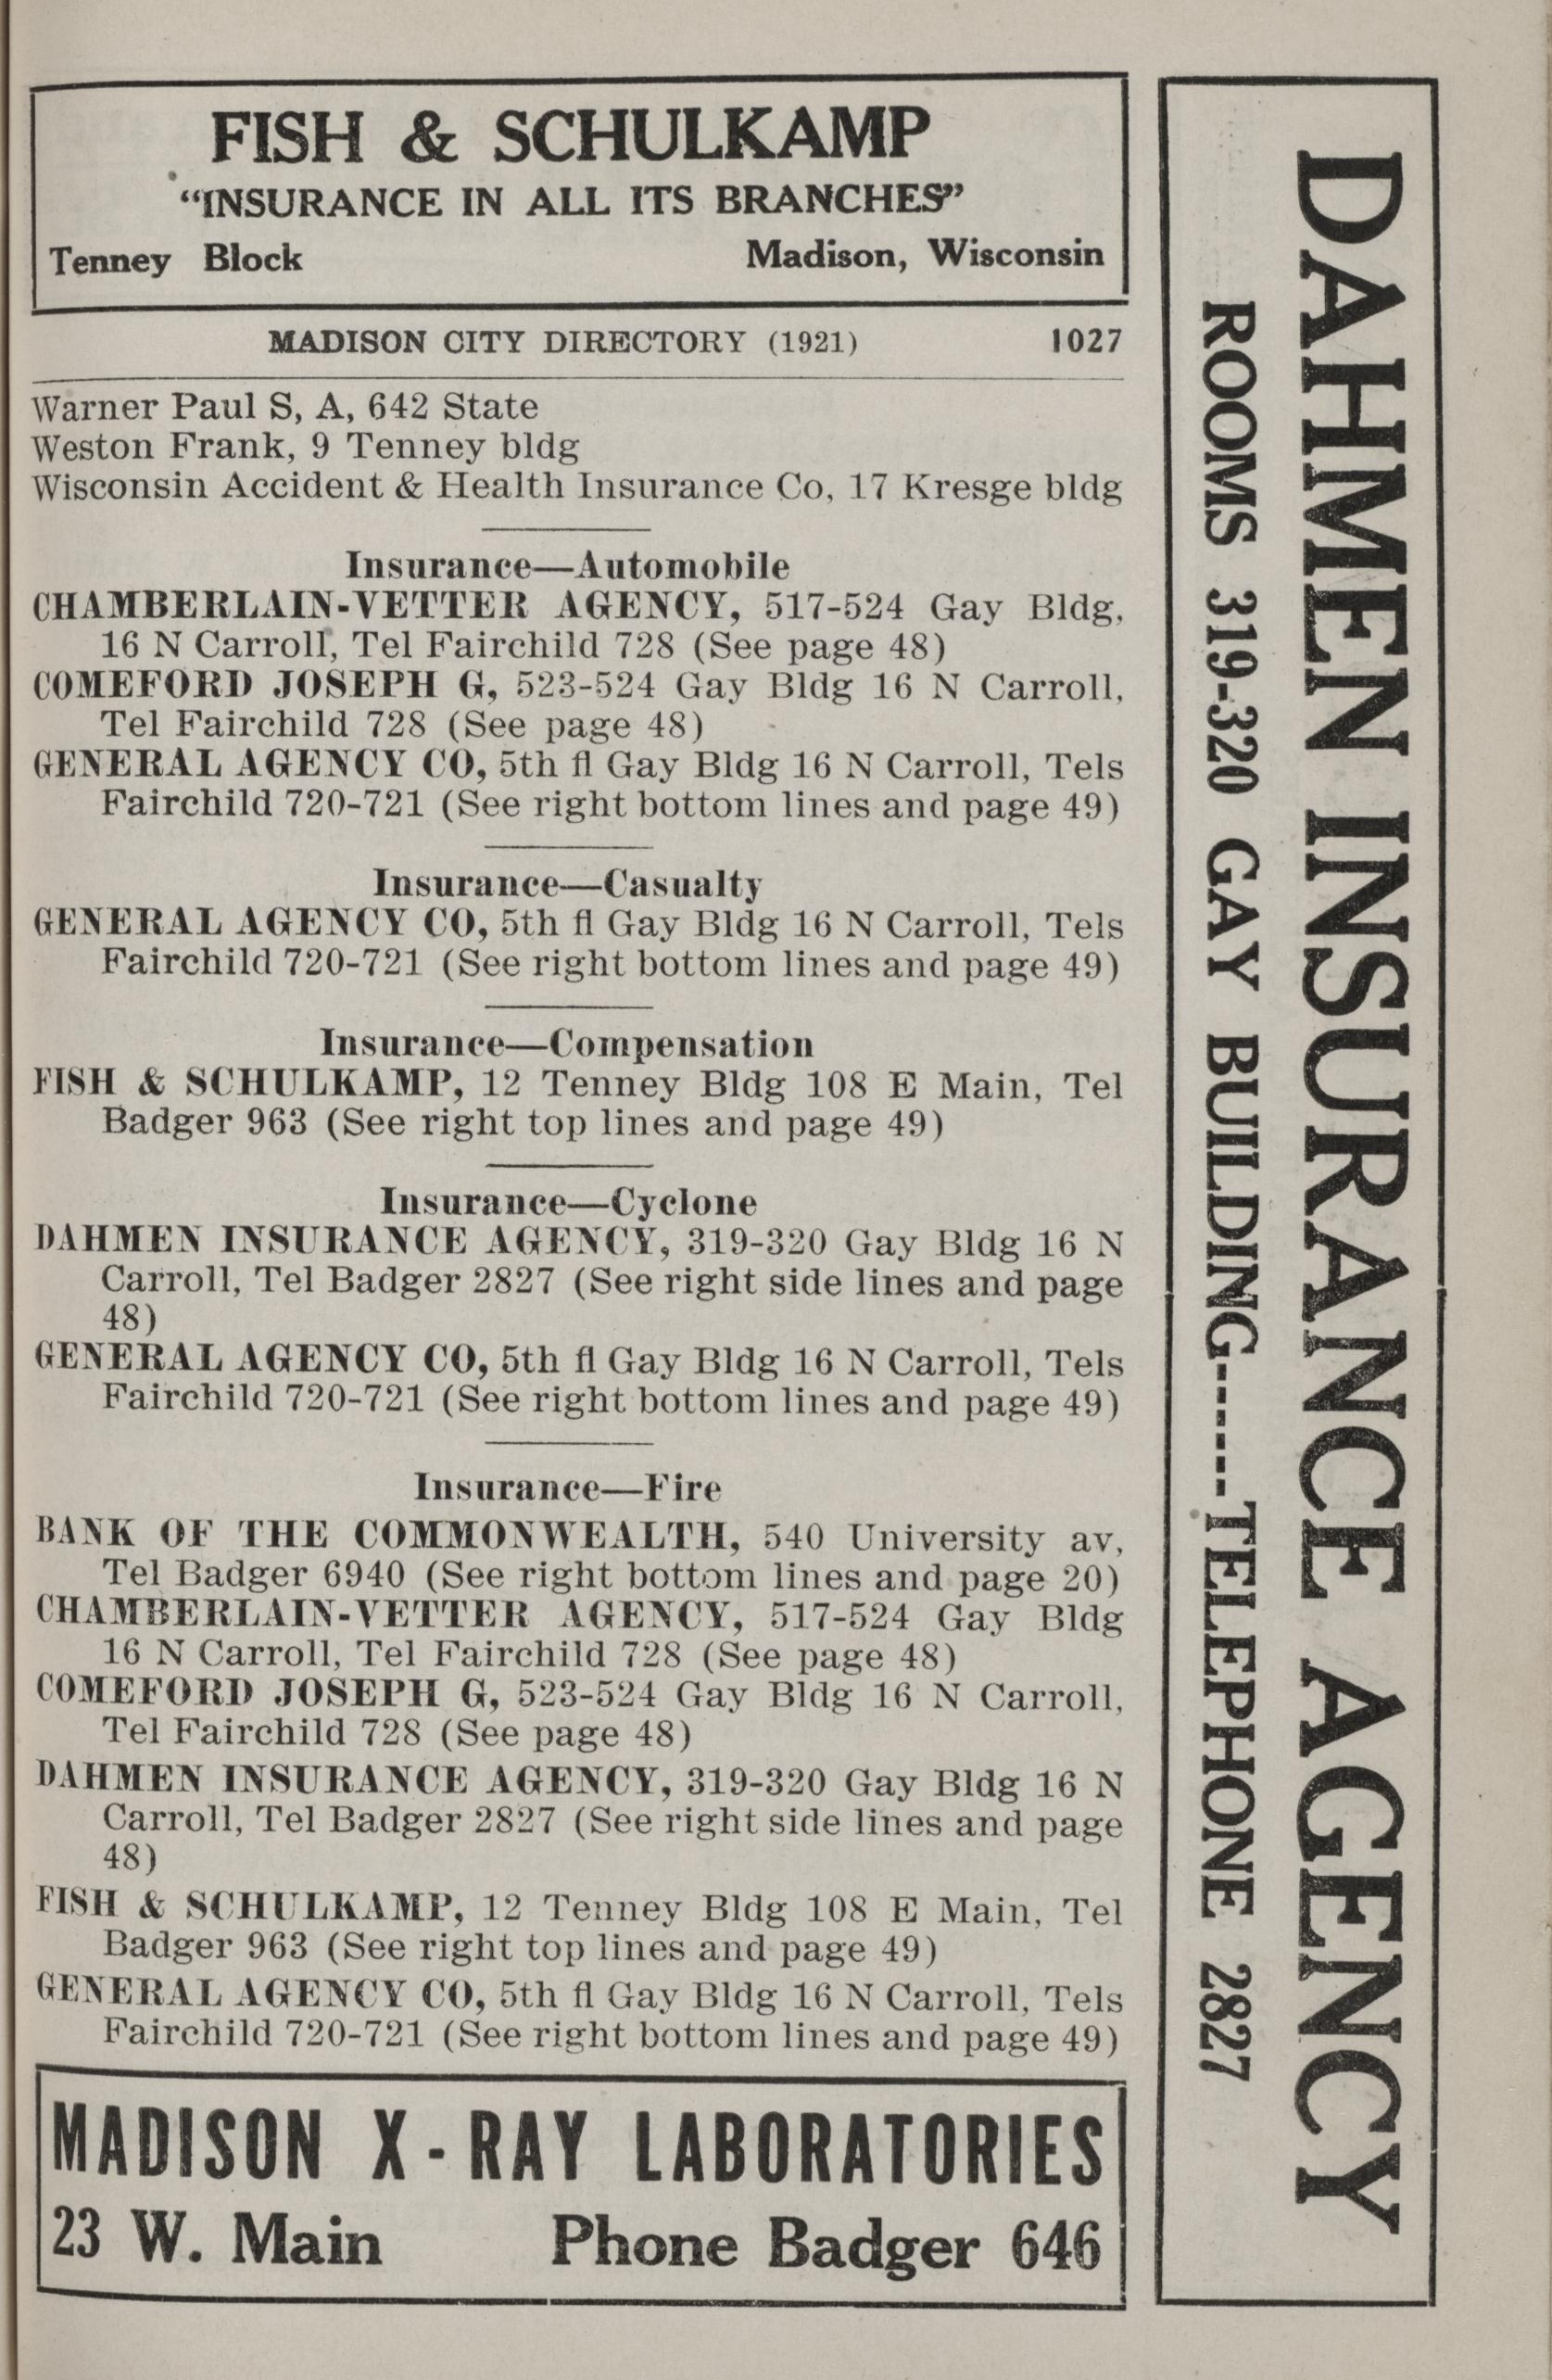 FISH & SCHULKAMP
“INSURANCE IN ALL ITS BRANCHES”
Tenney Block Madison, Wisconsin
MADISON CITY DIRECTORY (1921) 1027
Warner Paul S, A, 642 State
Weston Frank, 9 Tenney bldg
Wisconsin Accident & Health Insurance Co, 17 Kresge bldg
Insurance—Automobile
CHAMBERLAIN-VETTER AGENCY, 517-524 Gay Bldg,
16 N Carroll, Tel Fairchild 728 (See page 48)
COMEFORD JOSEPH G, 523-524 Gay Bldg 16 N Carroll,
Tel Fairchild 728 (See page 48)
GENERAL AGENCY CO, 5th fl Gay Bldg 16 N Carroll, Tels
Fairchild 720-721 (See right bottom lines and page 49)
Insurance—Casualty
GENERAL AGENCY CO, 5th fl Gay Bldg 16 N Carroll, Tels
Fairchild 720-721 (See right bottom lines and page 49)
Insurance—Compensation
FISH & SCHULKAMP, 12 Tenney Bldg 108 E Main, Tel
Badger 963 (See right top lines and page 49)
Insurance—Cyclone
DAHMEN INSURANCE AGENCY, 319-320 Gay Bldg 16 N
Carroll, Tel Badger 2827 (See right side lines and page
48)
GENERAL AGENCY CO, 5th fl Gay Bldg 16 N Carroll, Tels
Fairchild 720-721 (See right bottom lines and page 49)
Insurance—Fire
BANK OF THE COMMONWEALTH, 540 University av,
Tel Badger 6940 (See right bottom lines and page 20)
CHAMBERLAIN-VETTER AGENCY, 517-524 Gay Bldg
16 N Carroll, Tel Fairchild 728 (See page 48)
COMEFORD JOSEPH G, 523-524 Gay Bldg 16 N Carroll,
Tel Fairchild 728 (See page 48)
DAHMEN INSURANCE AGENCY, 319-320 Gay Bldg 16 N
Carroll, Tel Badger 2827 (See right side lines and page
48)
FISH & SCHULKAMP, 12 Tenney Bldg 108 E Main, Tel
Badger 963 (See right top lines and page 49)
GENERAL AGENCY CO, 5th fl Gay Bldg 16 N Carroll, Tels
Fairchild 720-721 (See right bottom lines and page 49)
MADISON X-RAY LABORATORIES
23 W. Main Phone Badger 646
DAHMEN INSURANCE AGENCY
ROOMS 319-320 GAY BUILDING------TELEPHONE 2827